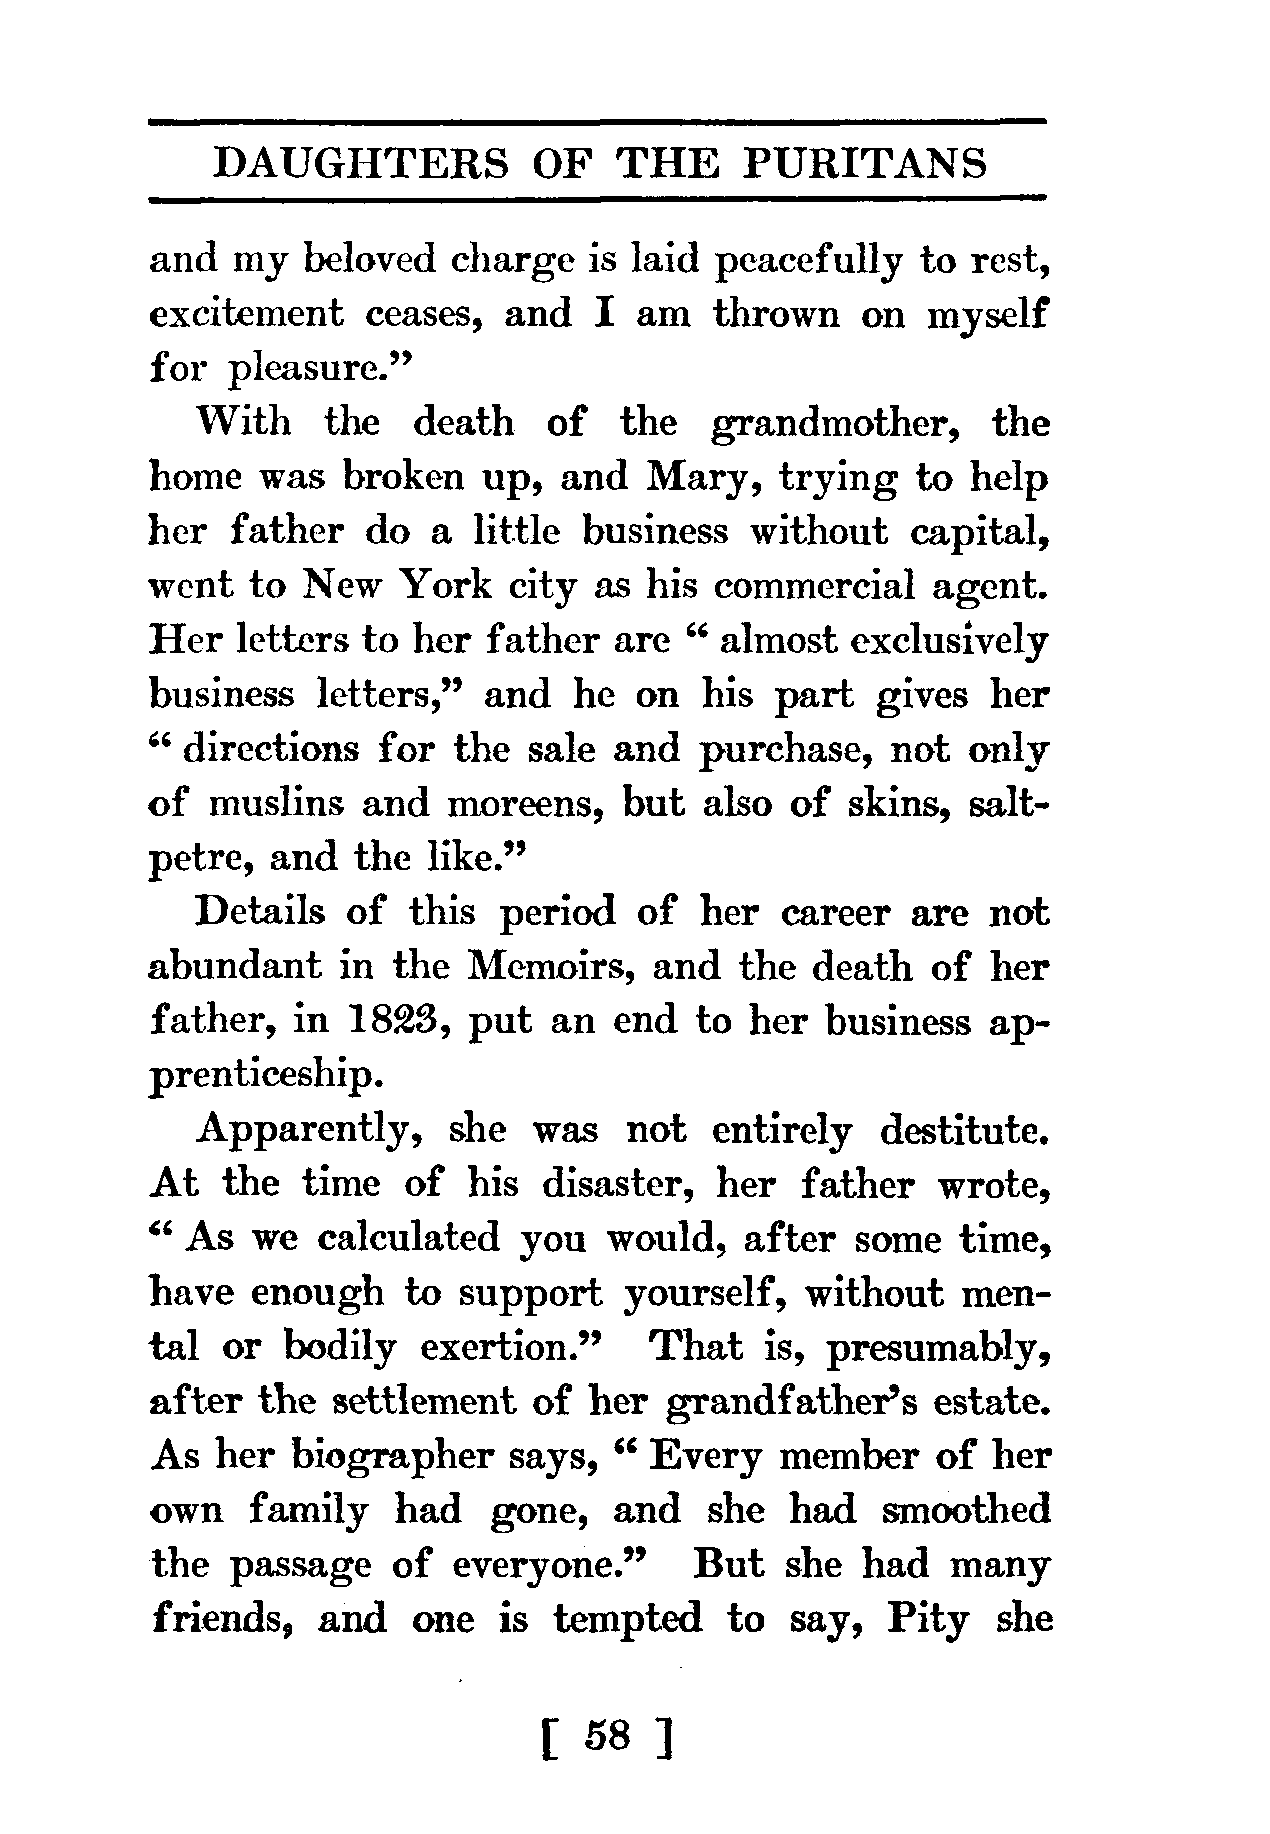 DAUGHTERS OF THE PURITANS
and my beloved charge is laid peacefully to rest,
excitement ceases, and I am thrown on myself
for pleasure."
With the death of the grandmother, the
home was broken up, and Mary, trying to help
her father do a little business without capital,
went to New York city as his commercial agent.
Her letters to her father are " almost exclusively
business letters," and he on his part gives her
" directions for the sale and purchase, not only
of muslins and moreens, but also of skins, salt-
petre, and the like."
Details of this period of her career are not
abundant in the Memoirs, and the death of her
father, in 1823, put an end to her business ap-
prenticeship.
Apparently, she was not entirely destitute.
At the time of his disaster, her father wrote,
" As we calculated you would, after some time,
have enough to support yourself, without men-
tal or bodily exertion." That is, presumably,
after the settlement of her grandfather's estate.
As her biographer says, " Every member of her
own family had gone, and she had smoothed
the passage of everyone." But she had many
friends, and one is tempted to say, Pity she
[ 58 ]